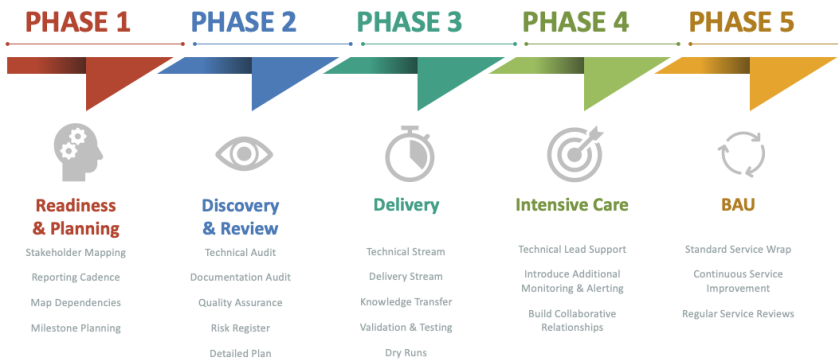 PHASE 1
PHASE 2
PHASE 3
PHASE 4
PHASE 5
Readiness
& Planning
Stakeholder Mapping
Reporting Cadence
Map Dependencies
Milestone Planning
Discovery
& Review
Technical Audit
Documentation Audit
Quality Assurance
Risk Register
Detailed Plan
Delivery
Technical Stream
Delivery Stream
Knowledge Transfer
Validation & Testing
Dry Runs
Intensive Care
Technical Lead Support
Introduce Additional
Monitoring & Alerting
Build Collaborative
Relationships
BAU
Standard Service Wrap
Continuous Service
Improvement
Regular Service Reviews